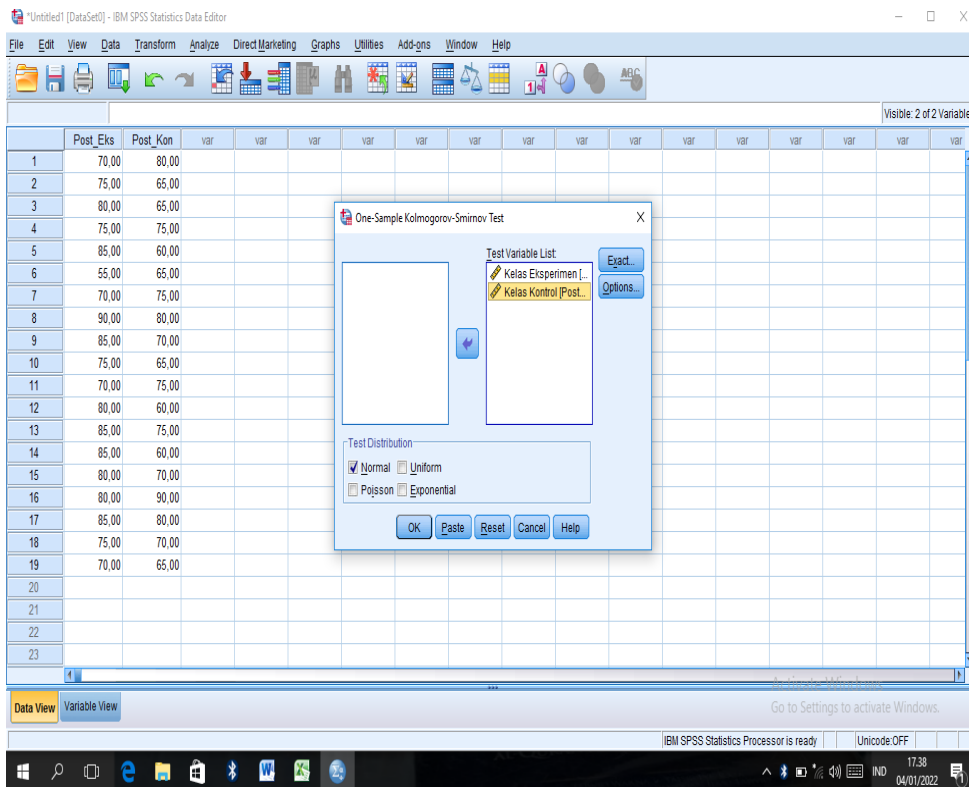 *Untitled1 [DataSet0] - IBM SPSS Statistics Data Editor
File Edit View Data Transform Analyze Direct Marketing Graphs Utilities Add-ons Window Help
Visible: 2 of 2 Variable
Post_Eks Post_Kon var var var var var var var var var var var var var var var
1 70,00 80,00
2 75,00 65,00
3 80,00 65,00
4 75,00 75,00
5 85,00 60,00
6 55,00 65,00
7 70,00 75,00
8 90,00 80,00
9 85,00 70,00
10 75,00 65,00
11 70,00 75,00
12 80,00 60,00
13 85,00 75,00
14 85,00 60,00
15 80,00 70,00
16 80,00 90,00
17 85,00 80,00
18 75,00 70,00
19 70,00 65,00
20
21
22
23
One-Sample Kolmogorov-Smirnov Test
Test Variable List:
Kelas Eksperimen [...
Kelas Kontrol [Post...
Exact...
Options...
Test Distribution
Normal Uniform
Poisson Exponential
OK Paste Reset Cancel Help
Activate Windows
Go to Settings to activate Windows.
Data View Variable View
IBM SPSS Statistics Processor is ready Unicode:OFF
IND
17.38
04/01/2022